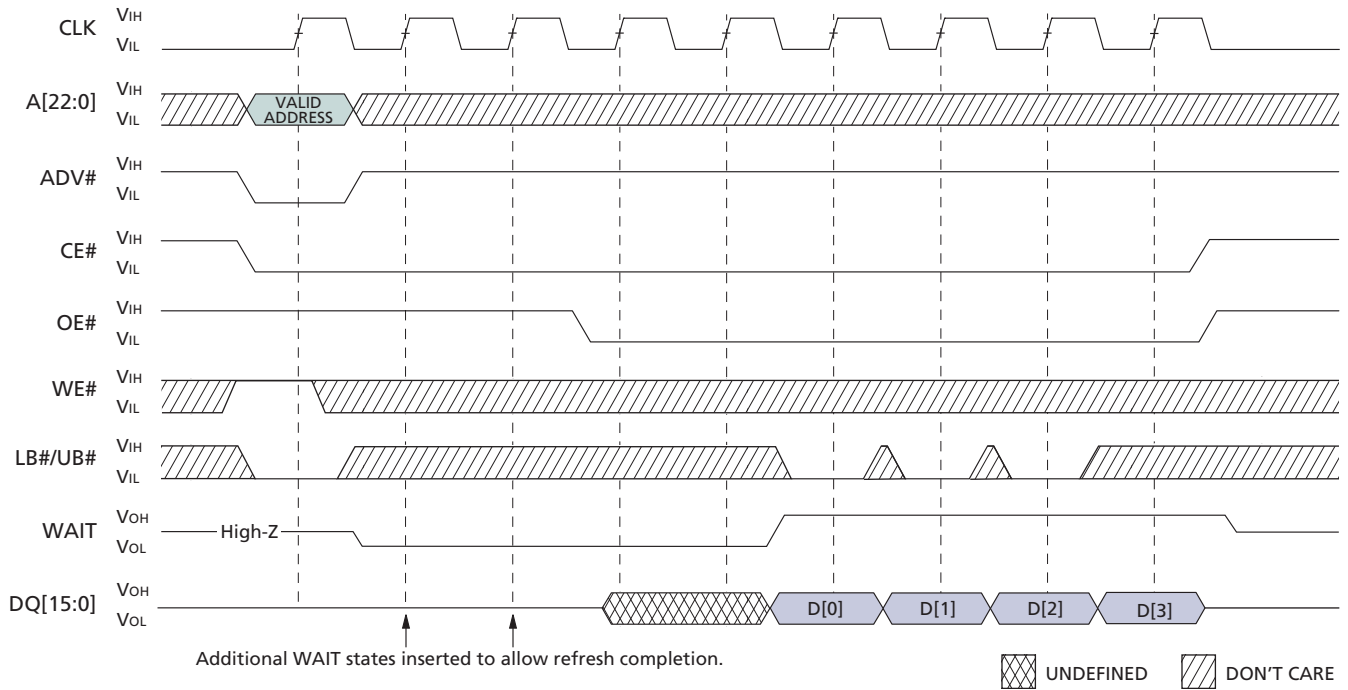 CLK VIH
VIL
A[22:0] VIH
VIL
VALID
ADDRESS
ADV# VIH
VIL
CE# VIH
VIL
OE# VIH
VIL
WE# VIH
VIL
LB#/UB# VIH
VIL
WAIT VOH
VOL
High-Z
DQ[15:0] VOH
VOL
D[0] D[1] D[2] D[3]
Additional WAIT states inserted to allow refresh completion.
UNDEFINED DON'T CARE